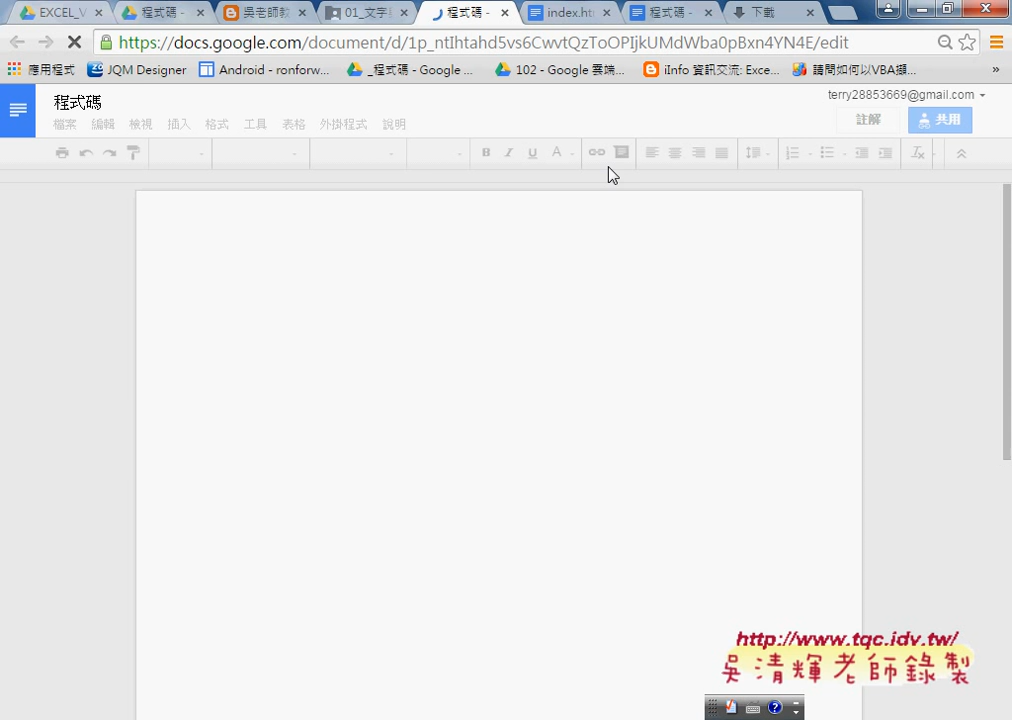 EXCEL_V
程式碼 -
吳老師教
01_文字
程式碼 -
index.ht
程式碼 -
下載
https://docs.google.com/document/d/1p_ntIhtahd5vs6CwvtQzToOPIjkUMdWba0pBxn4YN4E/edit
應用程式
JQM Designer
Android - ronforw...
_程式碼 - Google ...
102 - Google 雲端...
iInfo 資訊交流: Exce...
請問如何以VBA擷...
»
程式碼
terry28853669@gmail.com
檔案 編輯 檢視 插入 格式 工具 表格 外掛程式 說明
註解
共用
B I U A
http://www.tqc.idv.tw/
吳清輝老師錄製